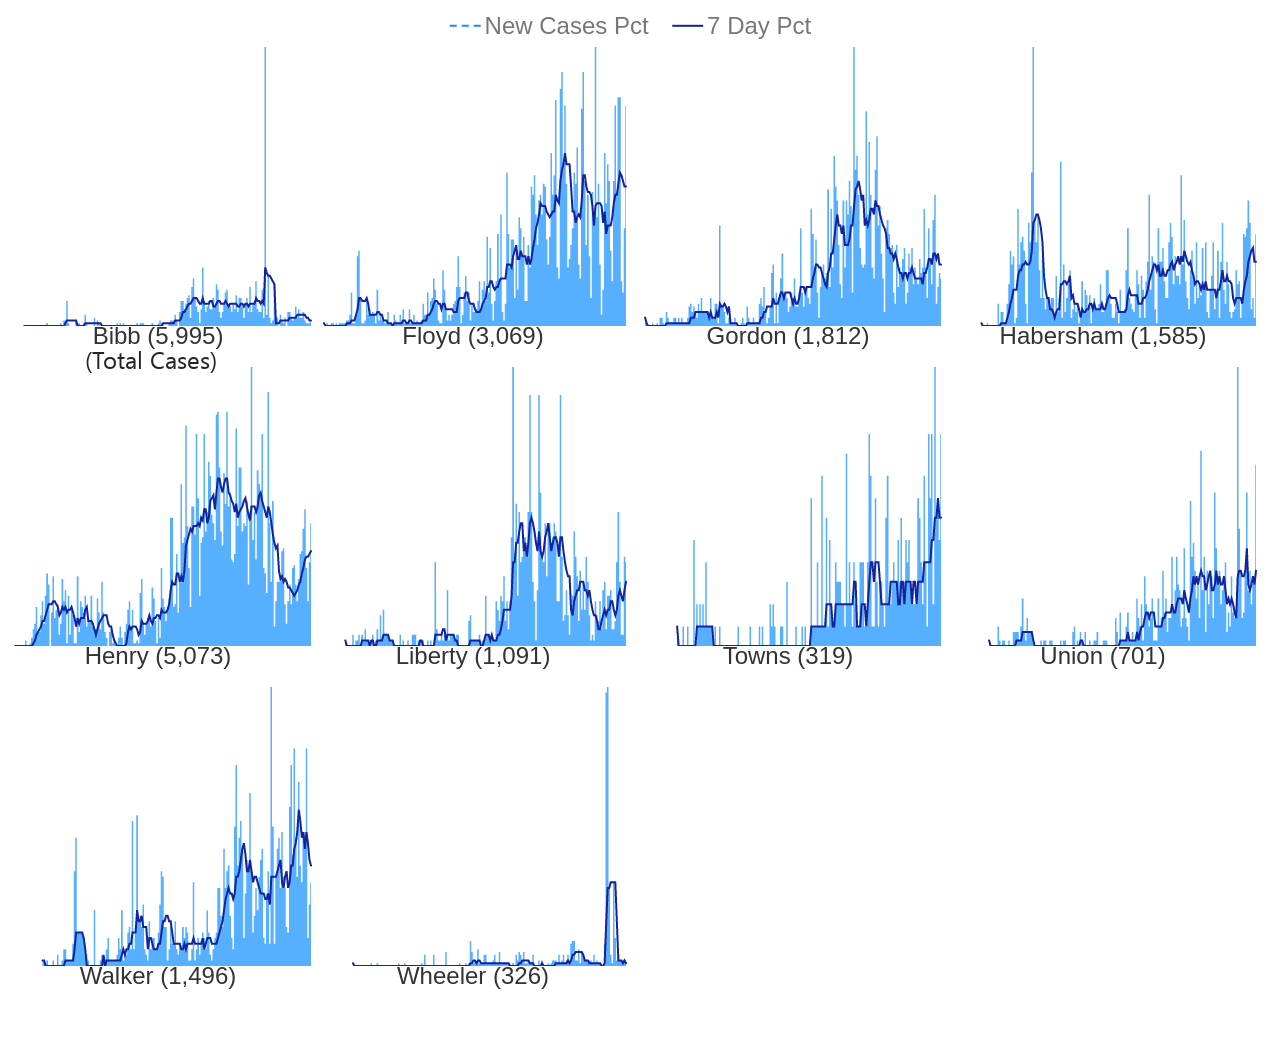 New Cases Pct 7 Day Pct
Bibb (5,995) Floyd (3,069) Gordon (1,812) Habersham (1,585)
(Total Cases)
Henry (5,073) Liberty (1,091) Towns (319) Union (701)
Walker (1,496) Wheeler (326)